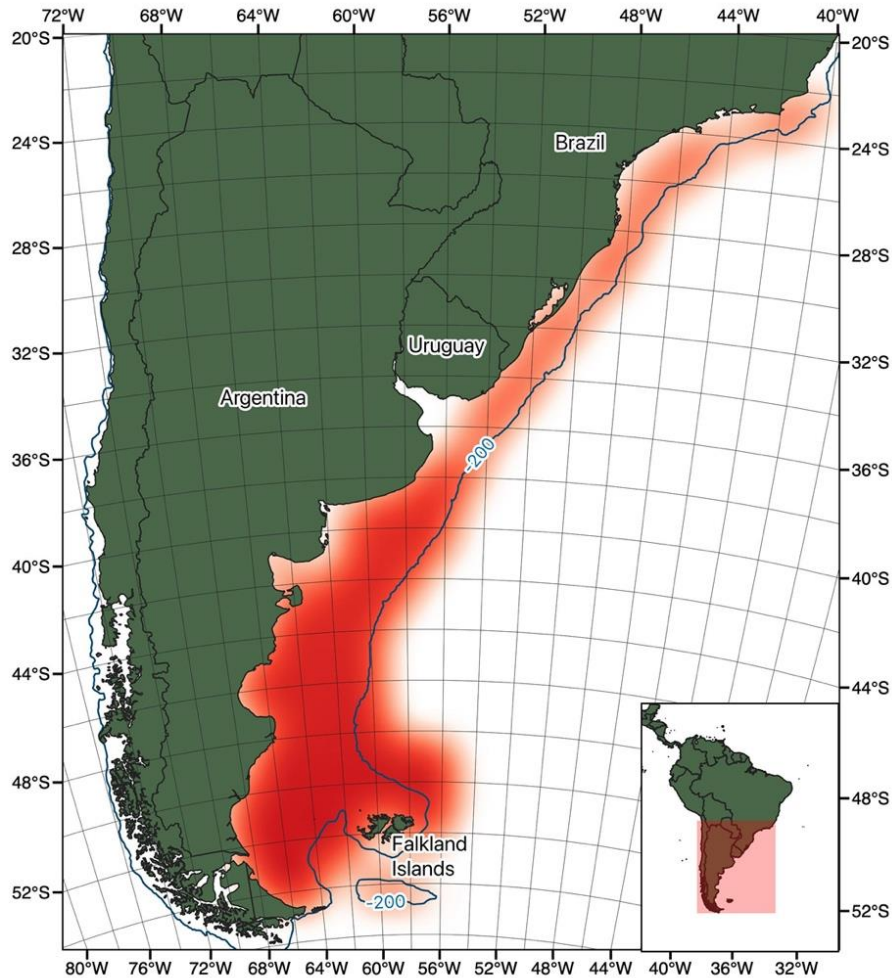 72°W 68°W 64°W 60°W 56°W 52°W 48°W 44°W 40°W
20°S 20°S
24°S Brazil 24°S
28°S 28°S
32°S Uruguay 32°S
Argentina
36°S -200 36°S
40°S 40°S
44°S 44°S
48°S 48°S
Falkland
Islands
52°S -200 52°S
80°W 76°W 72°W 68°W 64°W 60°W 56°W 52°W 48°W 44°W 40°W 36°W 32°W